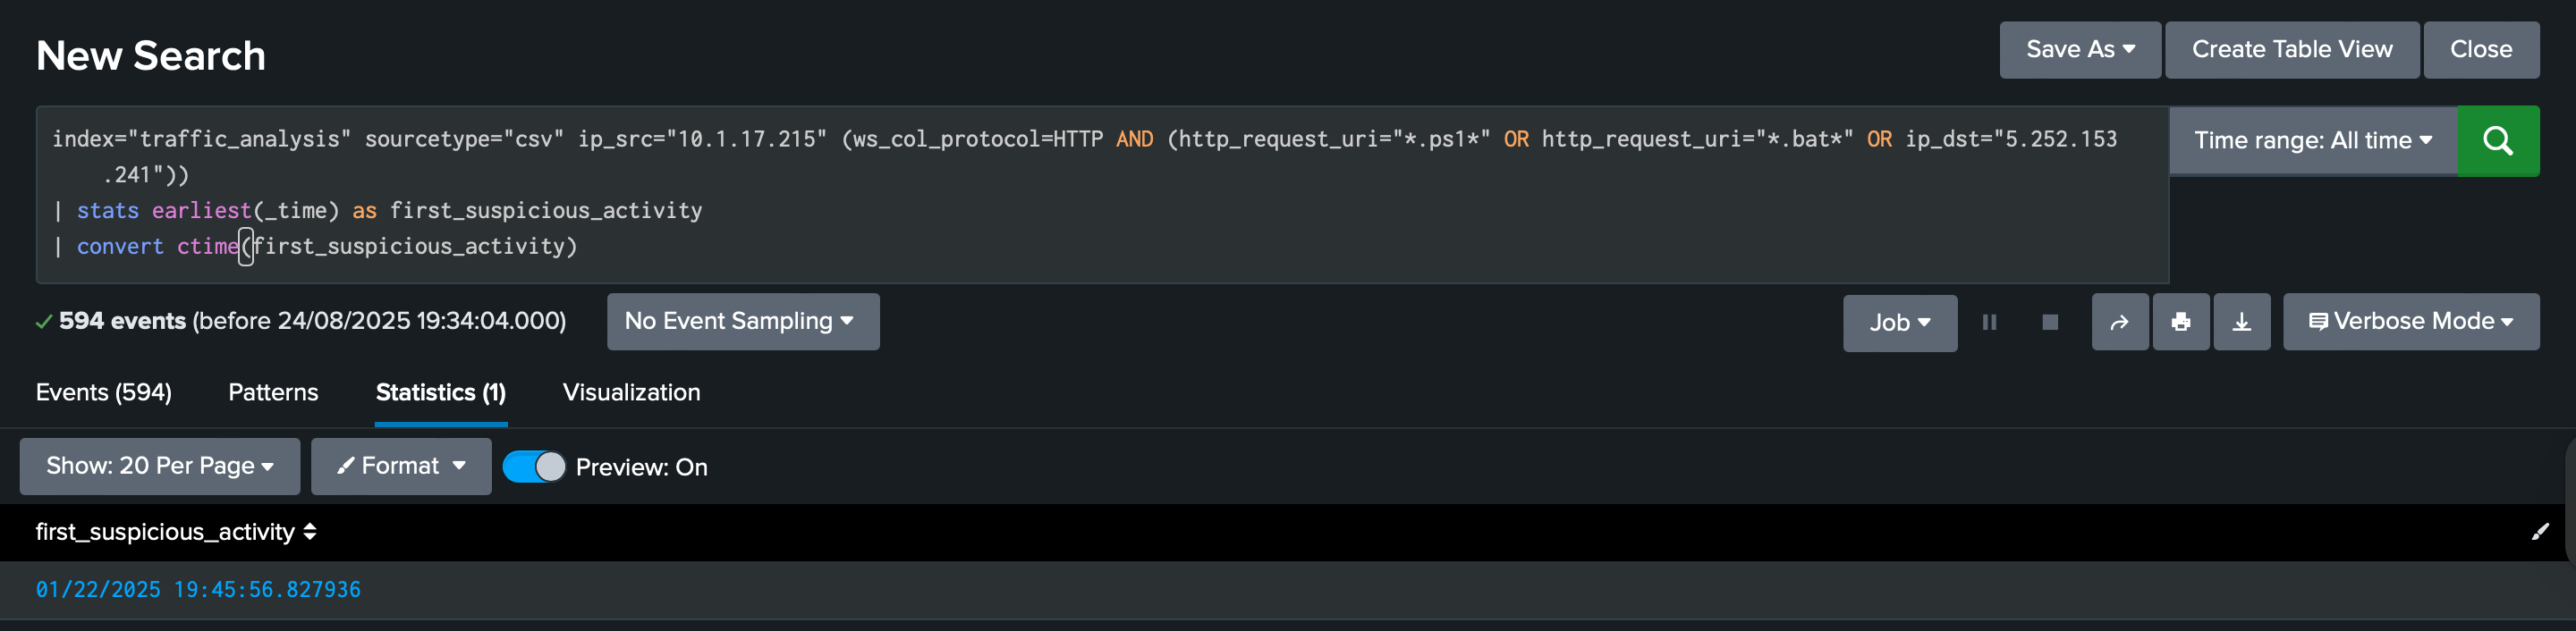 New Search
Save As
Create Table View
Close
index="traffic_analysis" sourcetype="csv" ip_src="10.1.17.215" (ws_col_protocol=HTTP AND (http_request_uri="*.ps1*" OR http_request_uri="*.bat*" OR ip_dst="5.252.153
.241"))
| stats earliest(_time) as first_suspicious_activity
| convert ctime(first_suspicious_activity)
Time range: All time
594 events (before 24/08/2025 19:34:04.000)
No Event Sampling
Job
Verbose Mode
Events (594)
Patterns
Statistics (1)
Visualization
Show: 20 Per Page
Format
Preview: On
first_suspicious_activity
01/22/2025 19:45:56.827936